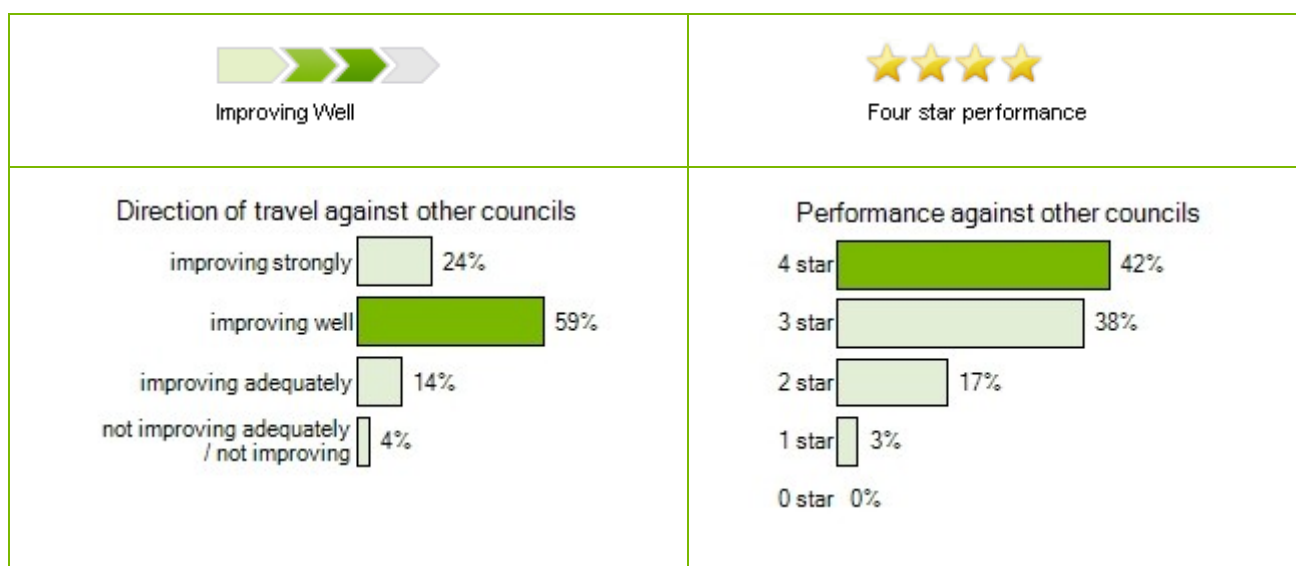 Improving Well
Four star performance
Direction of travel against other councils
improving strongly 24%
improving well 59%
improving adequately 14%
not improving adequately
/ not improving 4%
Performance against other councils
4 star 42%
3 star 38%
2 star 17%
1 star 3%
0 star 0%